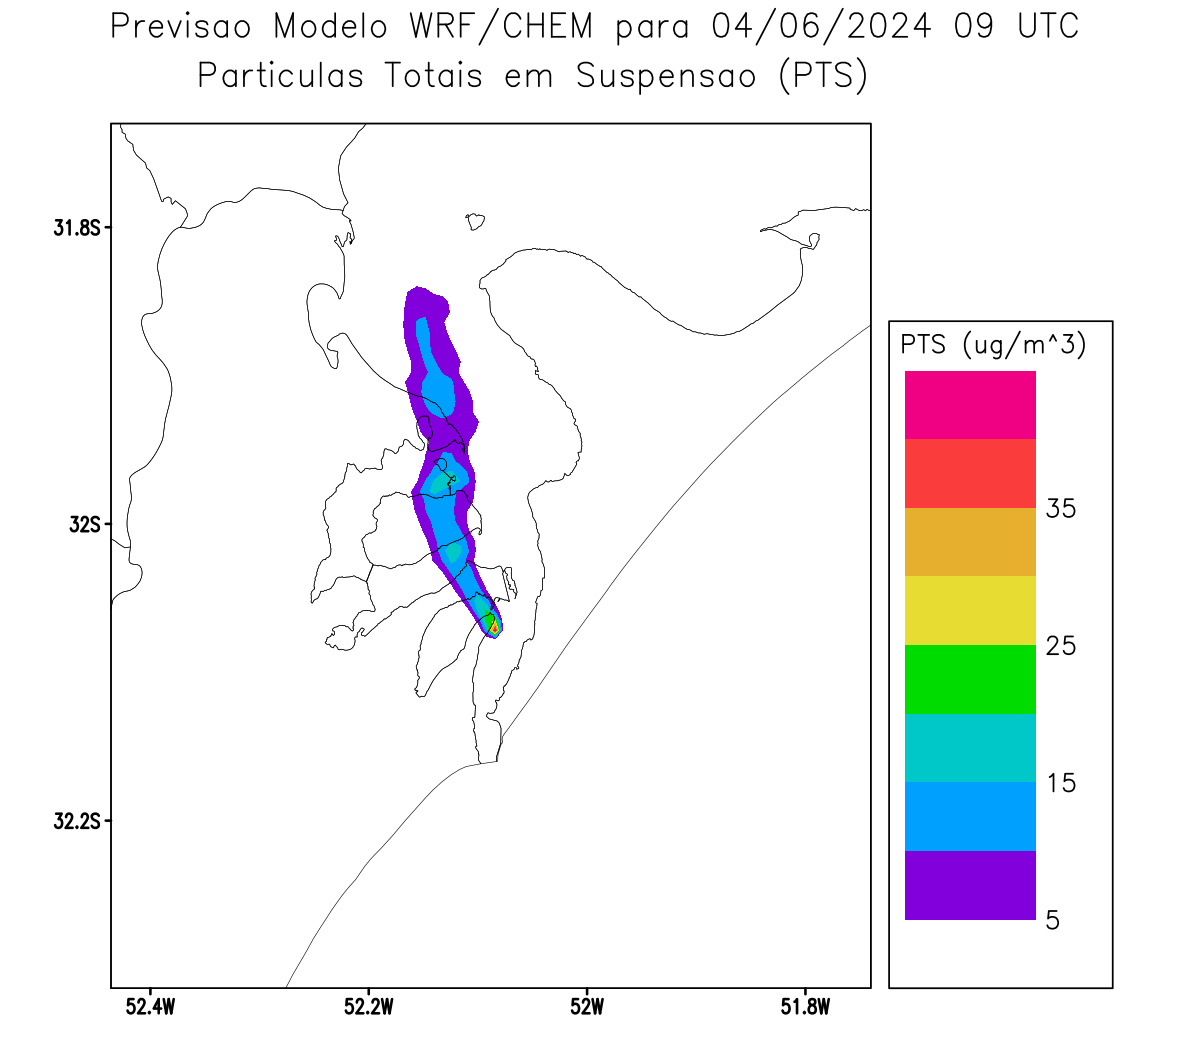 Previsao Modelo WRF/CHEM para 04/06/2024 09 UTC
Particulas Totais em Suspensao (PTS)
31.8S
32S
32.2S
52.4W
52.2W
52W
51.8W
PTS (ug/m^3)
35
25
15
5